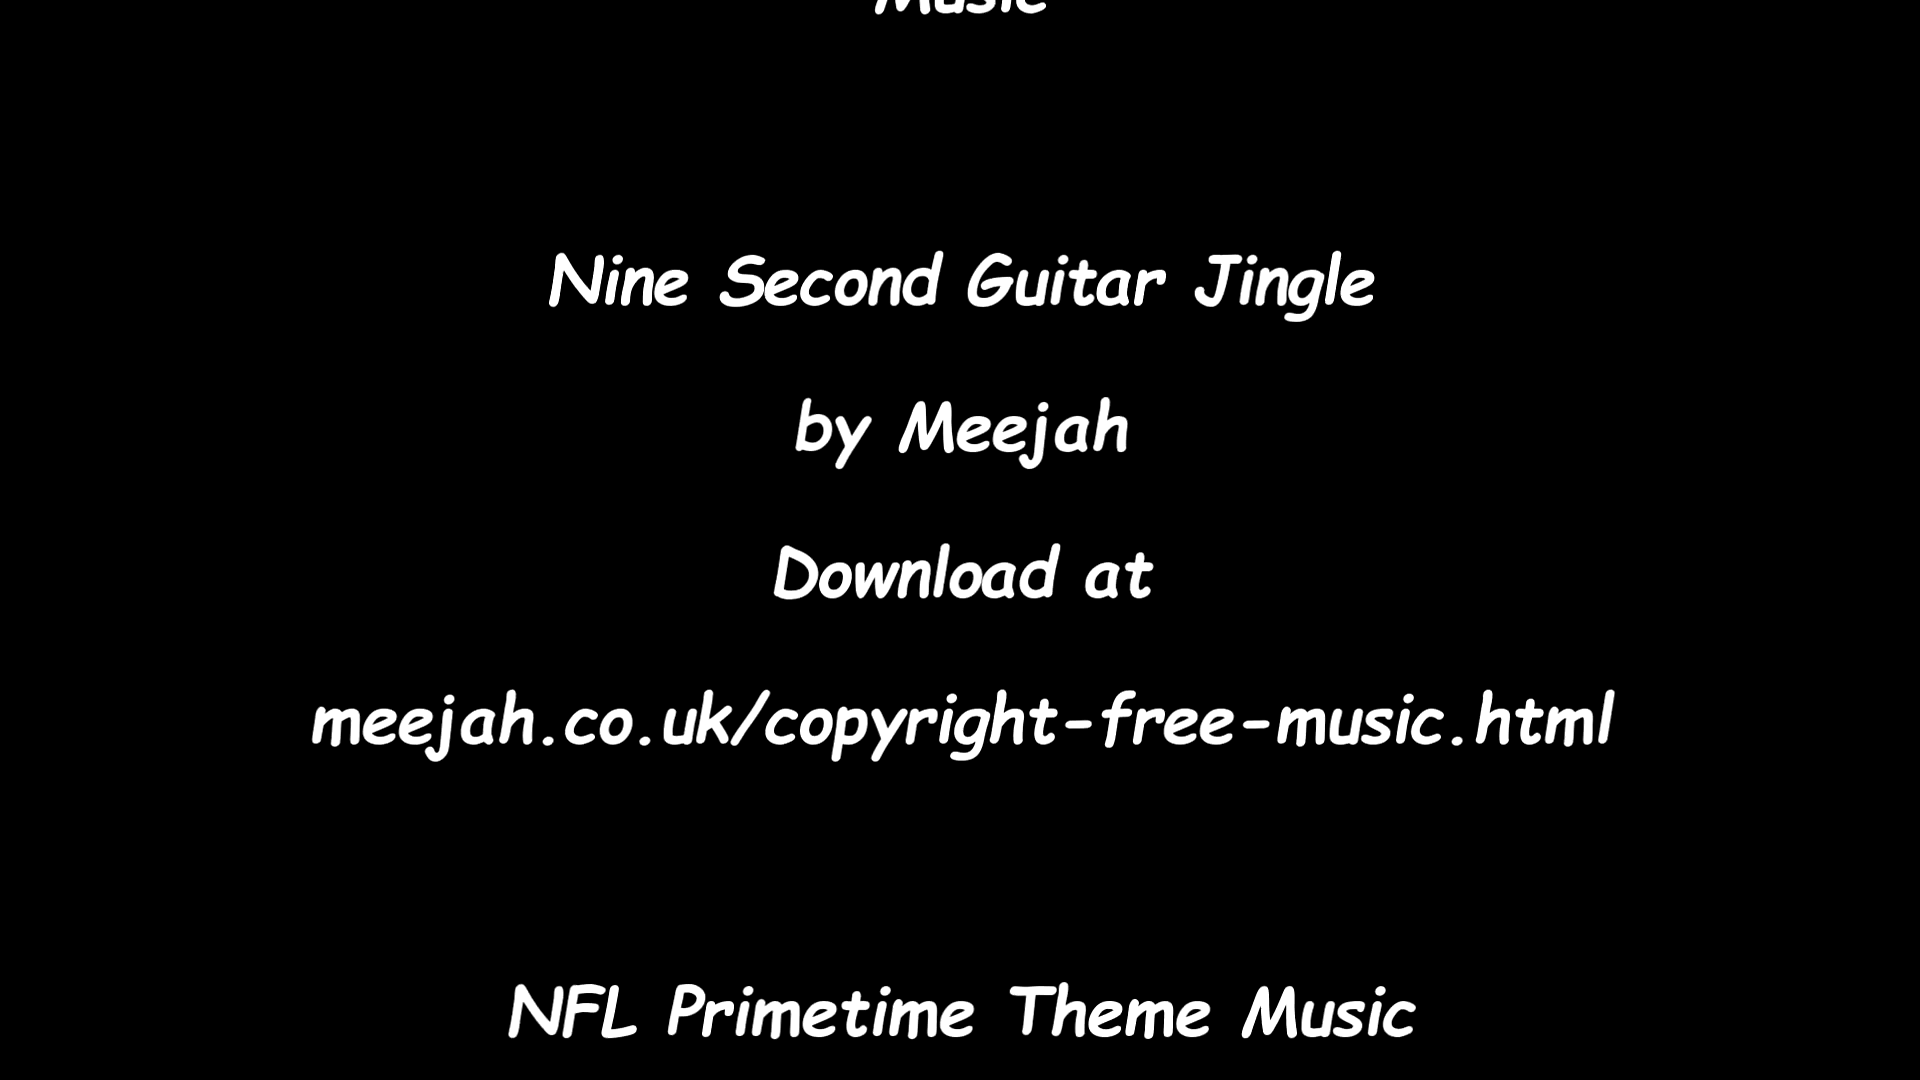 Music
Nine Second Guitar Jingle
by Meejah
Download at
meejah.co.uk/copyright-free-music.html
NFL Primetime Theme Music